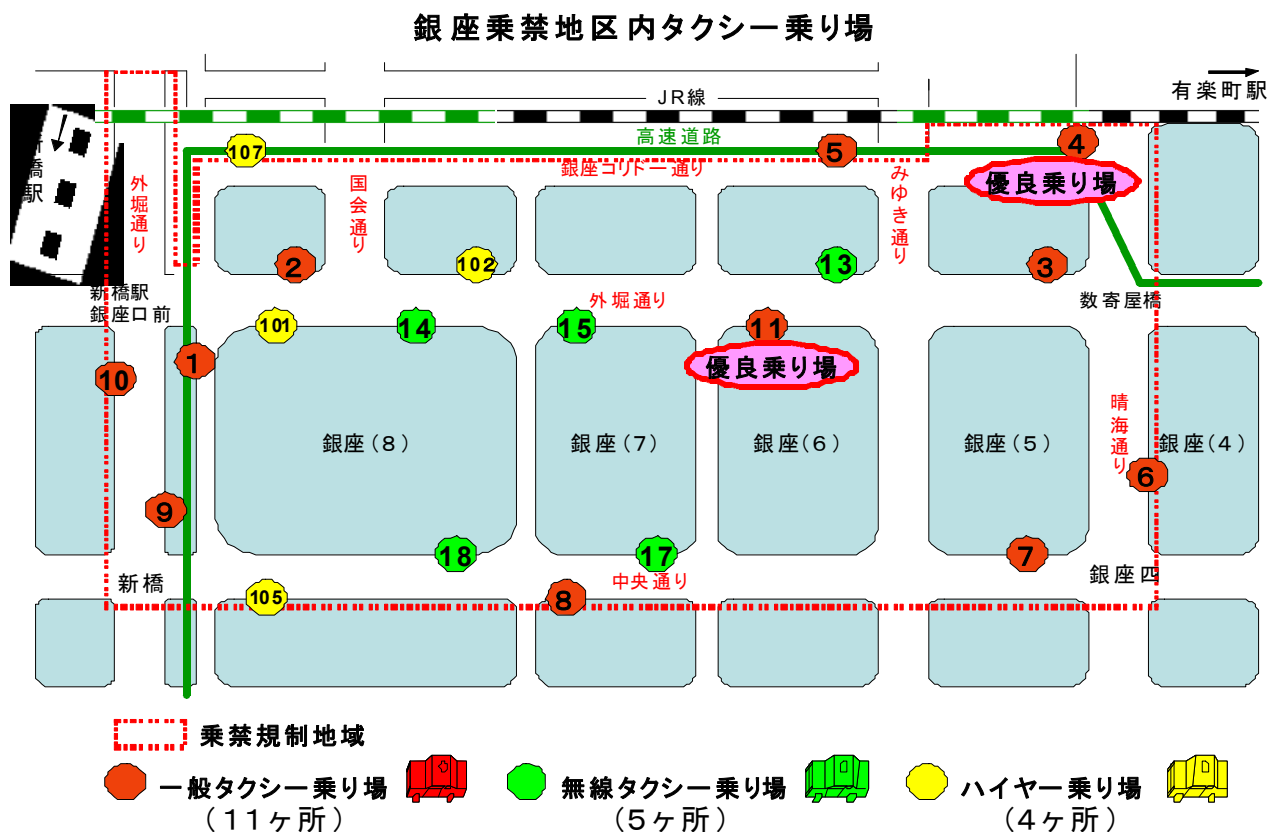 銀座乗禁地区内タクシー乗り場
有楽町駅
JR線
高速道路
107
5
4
銀座コリドー通り
優良乗り場
新橋駅
外堀通り
国会通り
みゆき通り
2
102
13
3
新橋駅
銀座口前
外堀通り
数寄屋橋
101
14
15
11
優良乗り場
1
10
晴海通り
銀座(8)
銀座(7)
銀座(6)
銀座(5)
銀座(4)
6
9
18
17
7
新橋
中央通り
銀座四
105
8
乗禁規制地域
一般タクシー乗り場
(11ヶ所)
無線タクシー乗り場
(5ヶ所)
ハイヤー乗り場
(4ヶ所)